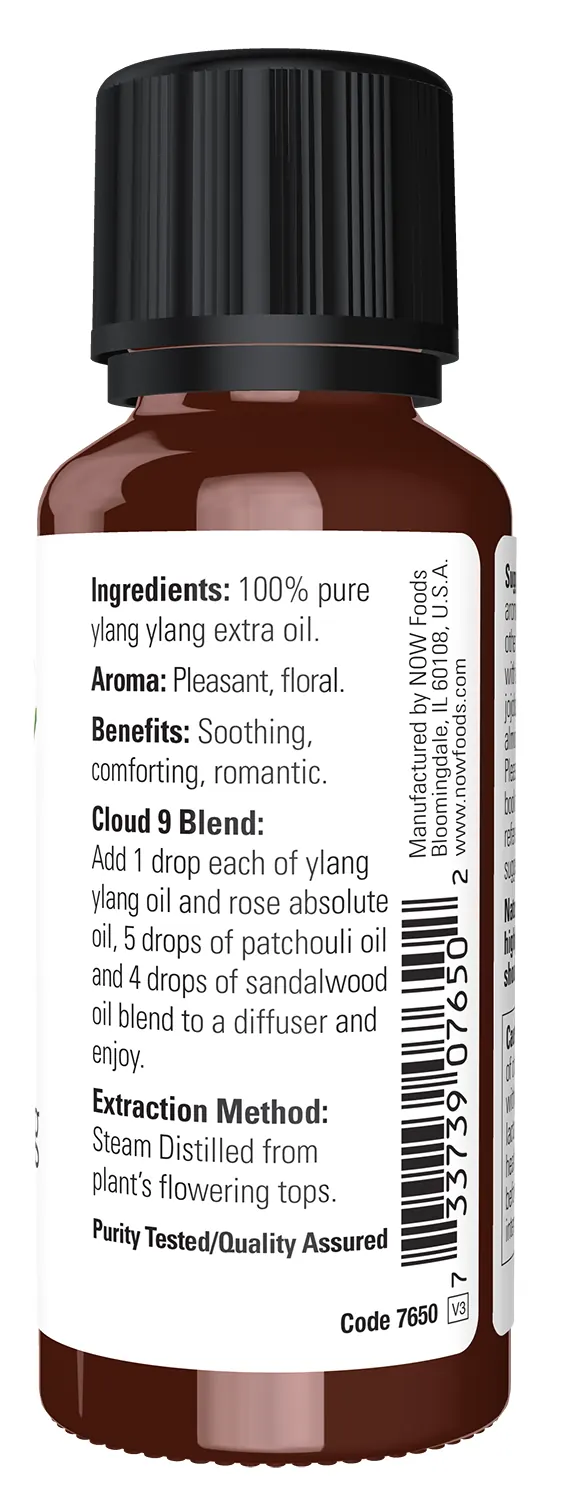 Ingredients: 100% pure
ylang ylang extra oil.
Aroma: Pleasant, floral.
Benefits: Soothing,
comforting, romantic.
Cloud 9 Blend:
Add 1 drop each of ylang
ylang oil and rose absolute
oil, 5 drops of patchouli oil
and 4 drops of sandalwood
oil blend to a diffuser and
enjoy.
Extraction Method:
Steam Distilled from
plant's flowering tops.
Purity Tested/Quality Assured
Code 7650
V3
Manufactured by NOW Foods
Bloomingdale, IL 60108, U.S.A.
www.nowfoods.com
7 33739 07650 2